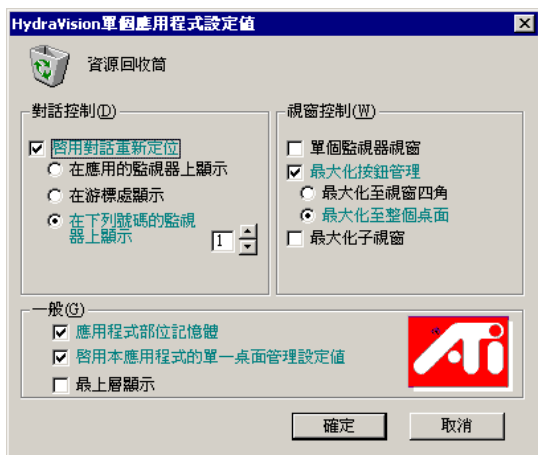 HydraVision單個應用程式設定值
資源回收筒
對話控制(D)
啓用對話重新定位
在應用的監視器上顯示
在游標處顯示
在下列號碼的監視
器上顯示
1
視窗控制(W)
單個監視器視窗
最大化按鈕管理
最大化至視窗四角
最大化至整個桌面
最大化子視窗
一般(G)
應用程式部位記憶體
啓用本應用程式的單一桌面管理設定值
最上層顯示
ATi
確定
取消